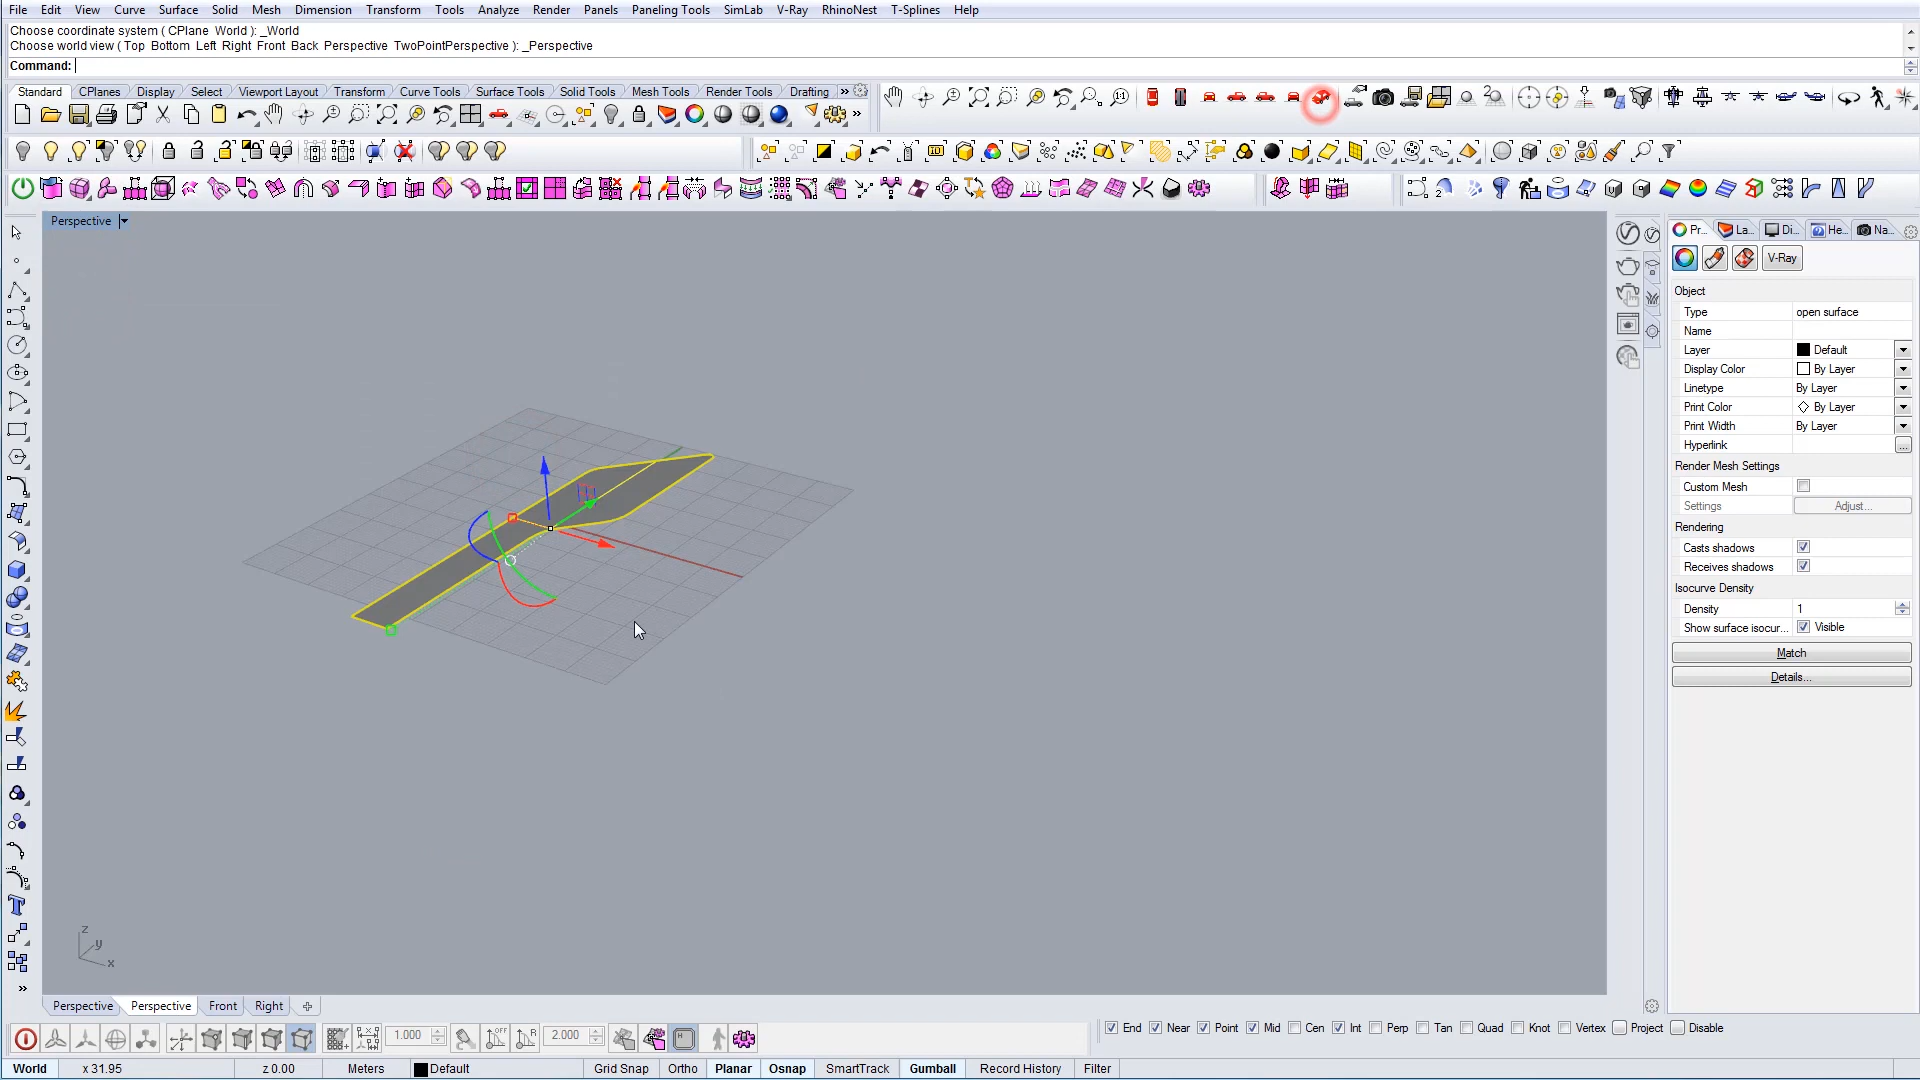 File Edit View Curve Surface Solid Mesh Dimension Transform Tools Analyze Render Panels Paneling Tools SimLab V-Ray RhinoNest T-Splines Help
Choose coordinate system ( CPlane World ): _World
Choose world view ( Top Bottom Left Right Front Back Perspective TwoPointPerspective ): _Perspective
Command:
Standard CPlanes Display Select Viewport Layout Transform Curve Tools Surface Tools Solid Tools Mesh Tools Render Tools Drafting »
Perspective
Pr... La... Di... He... Na...
V-Ray
Object
Type open surface
Name
Layer Default
Display Color By Layer
Linetype By Layer
Print Color By Layer
Print Width By Layer
Hyperlink ...
Render Mesh Settings
Custom Mesh
Settings Adjust...
Rendering
Casts shadows
Receives shadows
Isocurve Density
Density 1
Show surface isocur... Visible
Match
Details...
z
y
x
Perspective Perspective Front Right
1.000 2.000
End Near Point Mid Cen Int Perp Tan Quad Knot Vertex Project Disable
World x 31.95 z 0.00 Meters Default Grid Snap Ortho Planar Osnap SmartTrack Gumball Record History Filter